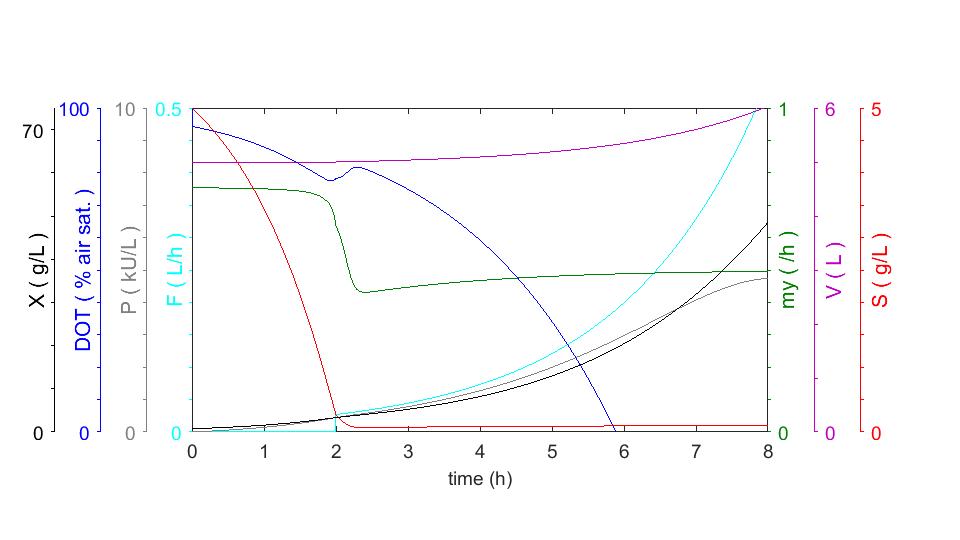 100
10
0.5
1
6
5
70
X ( g/L )
DOT ( % air sat. )
P ( kU/L )
F ( L/h )
my ( /h )
V ( L )
S ( g/L )
0
0
0
0
0
0
0
0 1 2 3 4 5 6 7 8
time (h)